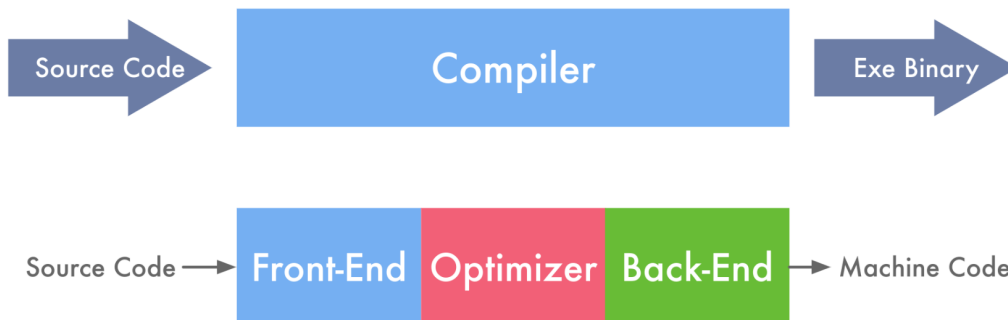 Source Code
Compiler
Exe Binary
Source Code
Front-End
Optimizer
Back-End
Machine Code